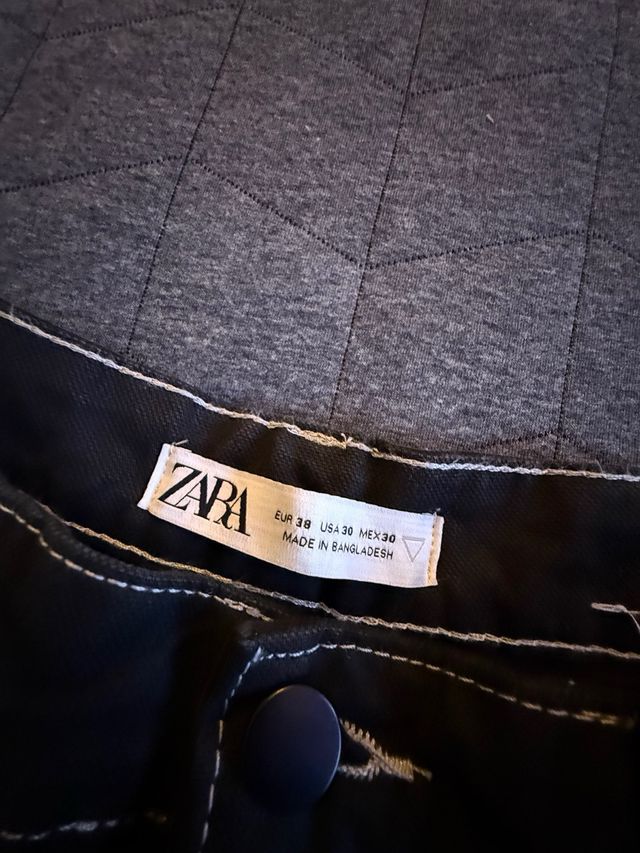 ZARA
EUR 38 USA 30 MEX 30
MADE IN BANGLADESH